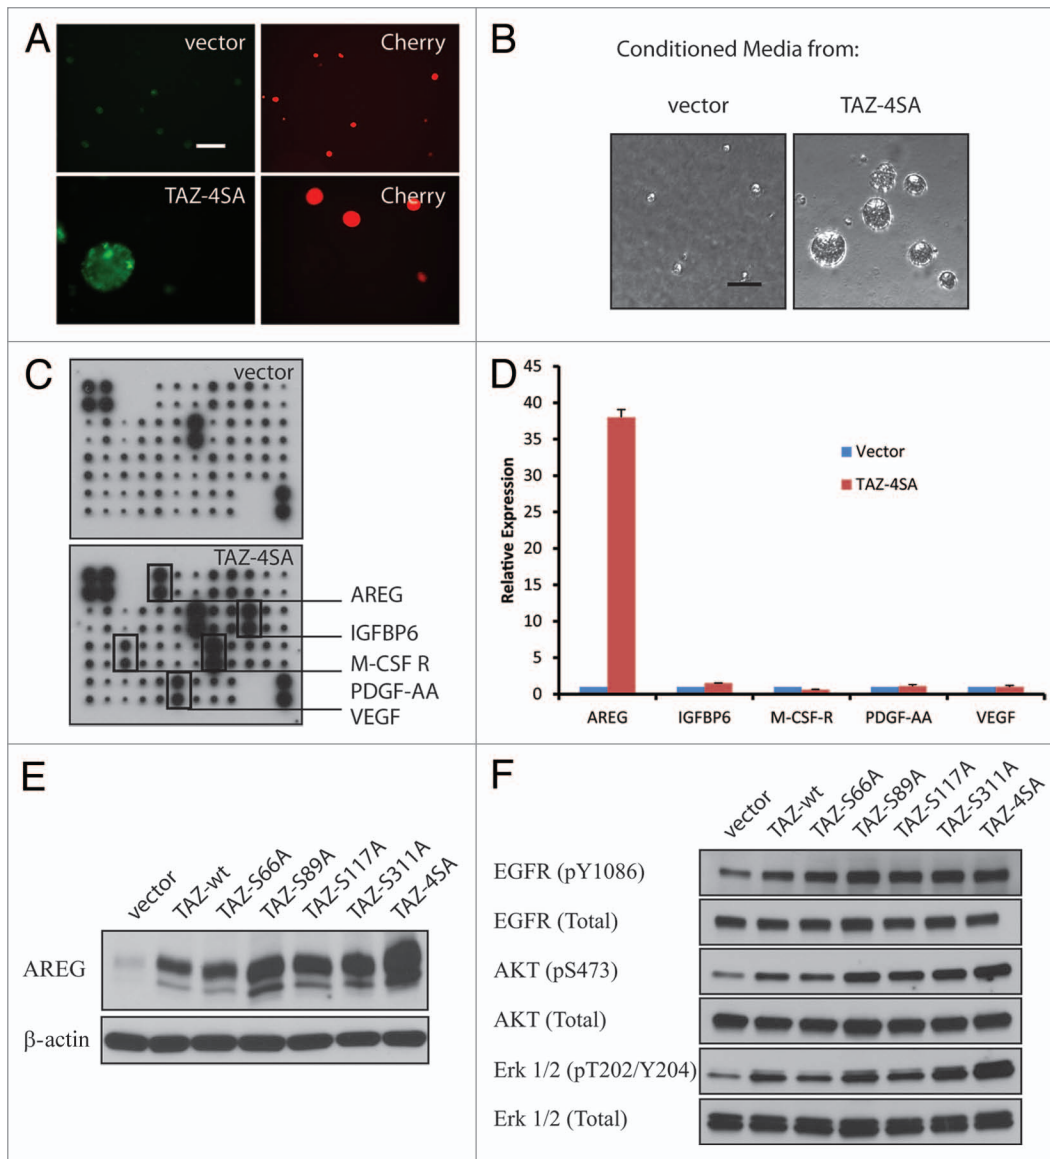 A
vector
Cherry
TAZ-4SA
Cherry
B
Conditioned Media from:
vector
TAZ-4SA
C
vector
TAZ-4SA
AREG
IGFBP6
M-CSF R
PDGF-AA
VEGF
D
45
40
35
30
25
20
15
10
5
0
Relative Expression
Vector
TAZ-4SA
AREG
IGFBP6
M-CSF-R
PDGF-AA
VEGF
E
vector
TAZ-wt
TAZ-S66A
TAZ-S89A
TAZ-S117A
TAZ-S311A
TAZ-4SA
AREG
β-actin
F
vector
TAZ-wt
TAZ-S66A
TAZ-S89A
TAZ-S117A
TAZ-S311A
TAZ-4SA
EGFR (pY1086)
EGFR (Total)
AKT (pS473)
AKT (Total)
Erk 1/2 (pT202/Y204)
Erk 1/2 (Total)